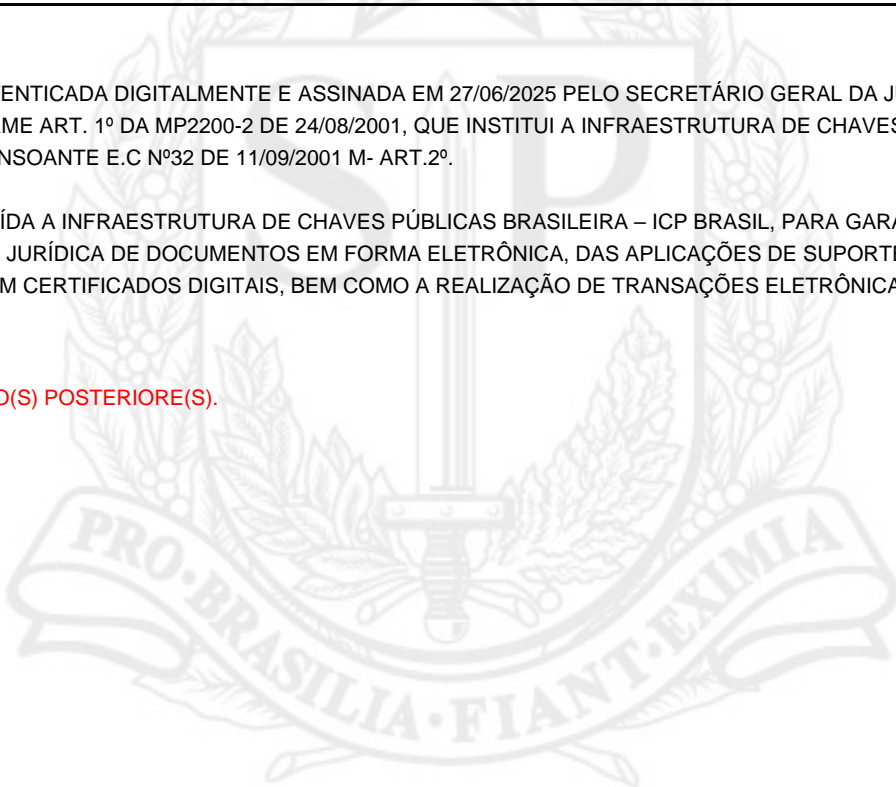 ENTICADA DIGITALMENTE E ASSINADA EM 27/06/2025 PELO SECRETÁRIO GERAL DA J
RME ART. 1º DA MP2200-2 DE 24/08/2001, QUE INSTITUI A INFRAESTRUTURA DE CHAVES
NSOANTE E.C Nº32 DE 11/09/2001 M- ART.2º.
ÍDA A INFRAESTRUTURA DE CHAVES PÚBLICAS BRASILEIRA – ICP BRASIL, PARA GARA
JURÍDICA DE DOCUMENTOS EM FORMA ELETRÔNICA, DAS APLICAÇÕES DE SUPORTE
M CERTIFICADOS DIGITAIS, BEM COMO A REALIZAÇÃO DE TRANSAÇÕES ELETRÔNICA
O(S) POSTERIORE(S).
SP
PRO·BRASILIA·FIANT·EXIMIA